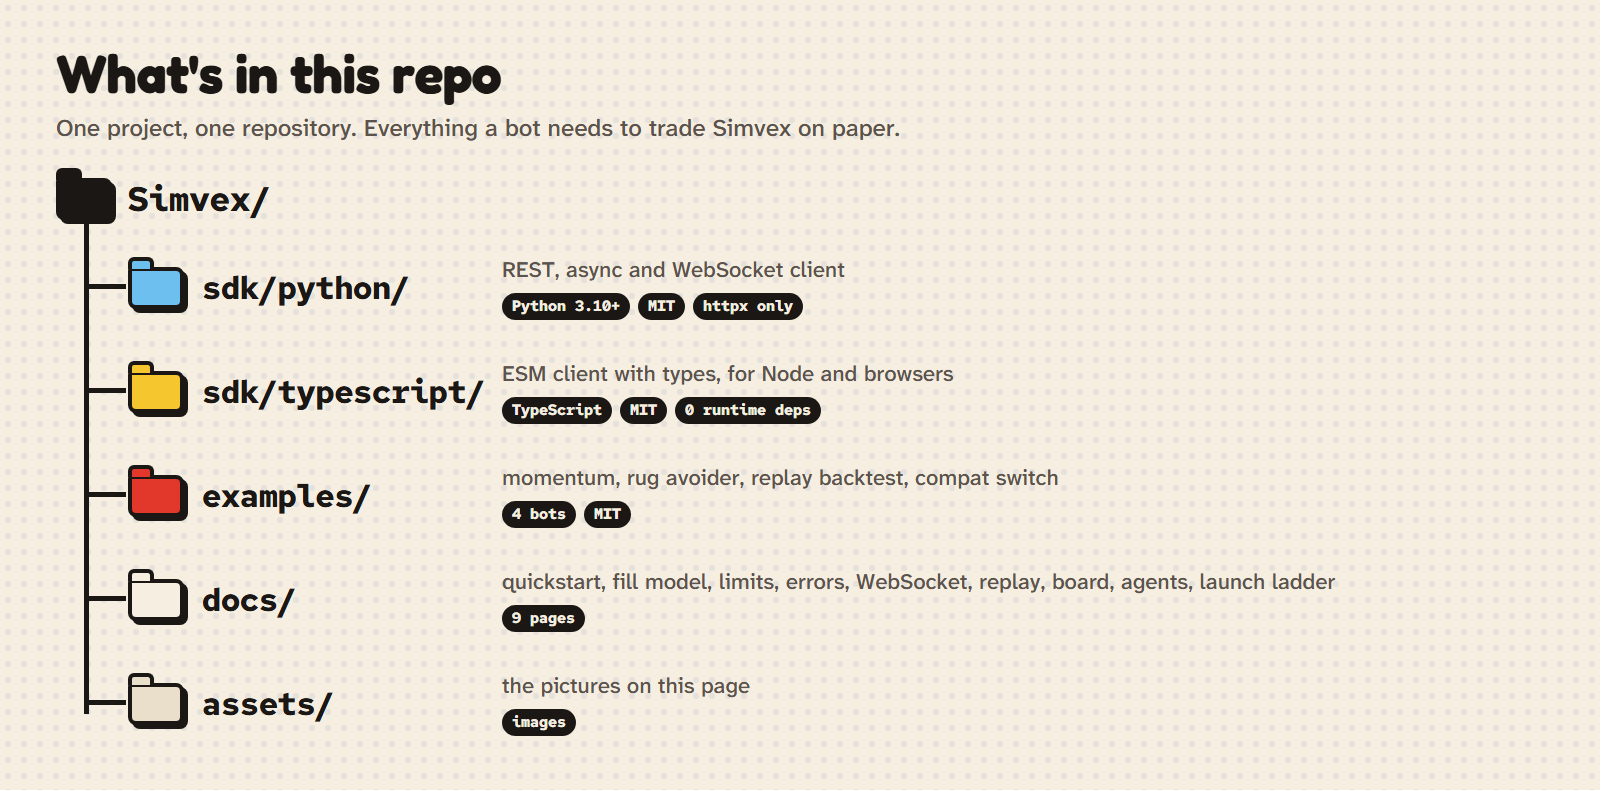 What's in this repo
One project, one repository. Everything a bot needs to trade Simvex on paper.
Simvex/
sdk/python/
REST, async and WebSocket client
Python 3.10+ MIT httpx only
sdk/typescript/
ESM client with types, for Node and browsers
TypeScript MIT 0 runtime deps
examples/
momentum, rug avoider, replay backtest, compat switch
4 bots MIT
docs/
quickstart, fill model, limits, errors, WebSocket, replay, board, agents, launch ladder
9 pages
assets/
the pictures on this page
images